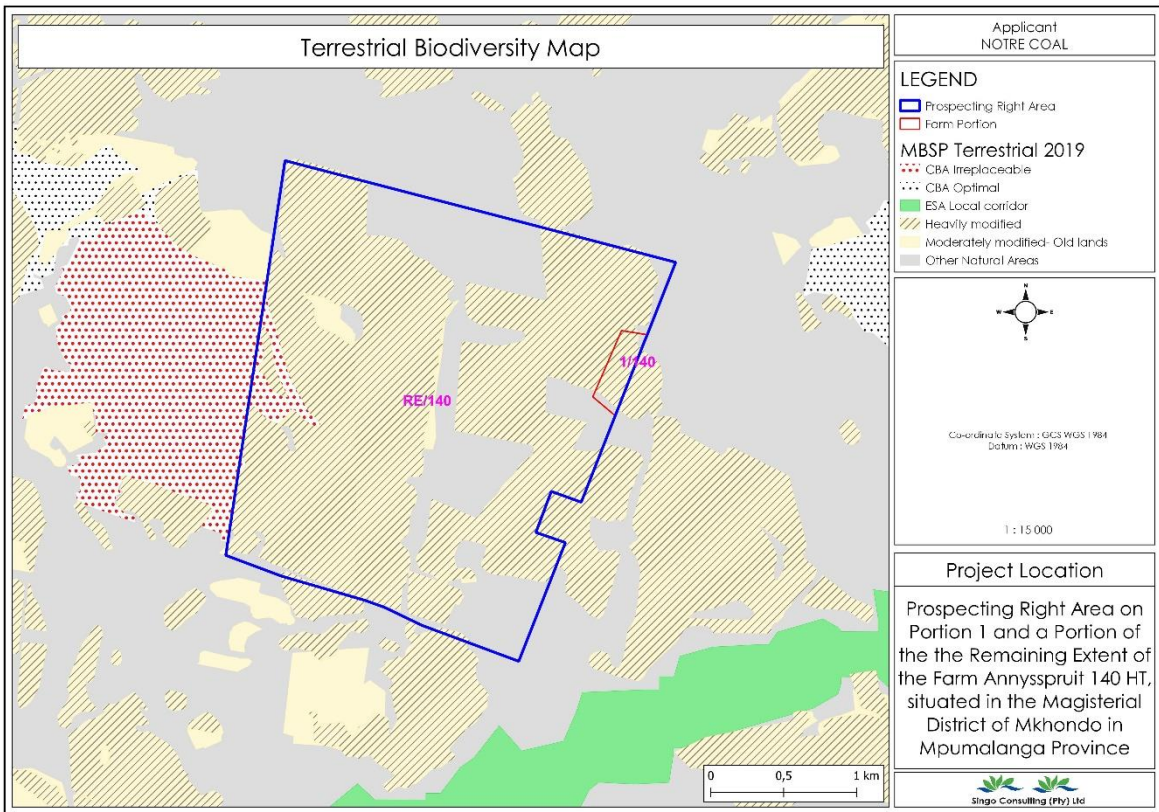 Terrestrial Biodiversity Map
RE/140
1/140
0 0,5 1 km
Applicant
NOTRE COAL
LEGEND
Prospecting Right Area
Farm Portion
MBSP Terrestrial 2019
CBA Irreplaceable
CBA Optimal
ESA Local corridor
Heavily modified
Moderately modified- Old lands
Other Natural Areas
N
W E
S
Co-ordinate System : GCS WGS 1984
Datum : WGS 1984
1 : 15 000
Project Location
Prospecting Right Area on
Portion 1 and a Portion of
the the Remaining Extent of
the Farm Annysspruit 140 HT,
situated in the Magisterial
District of Mkhondo in
Mpumalanga Province
Singo Consulting (Pty) Ltd